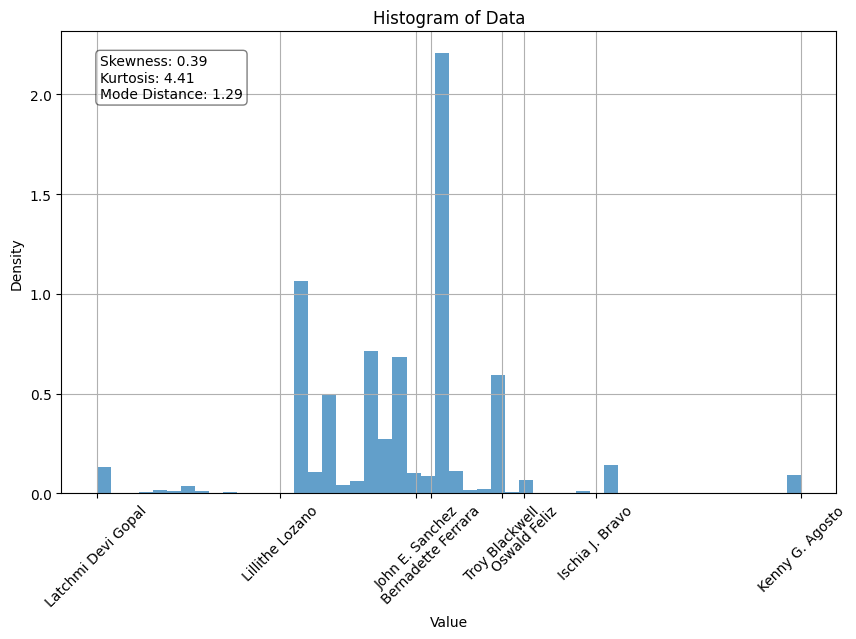 Histogram of Data
Skewness: 0.39
Kurtosis: 4.41
Mode Distance: 1.29
Density
2.0
1.5
1.0
0.5
0.0
Latchmi Devi Gopal
Lillithe Lozano
John E. Sanchez
Bernadette Ferrara
Troy Blackwell
Oswald Feliz
Ischia J. Bravo
Kenny G. Agosto
Value